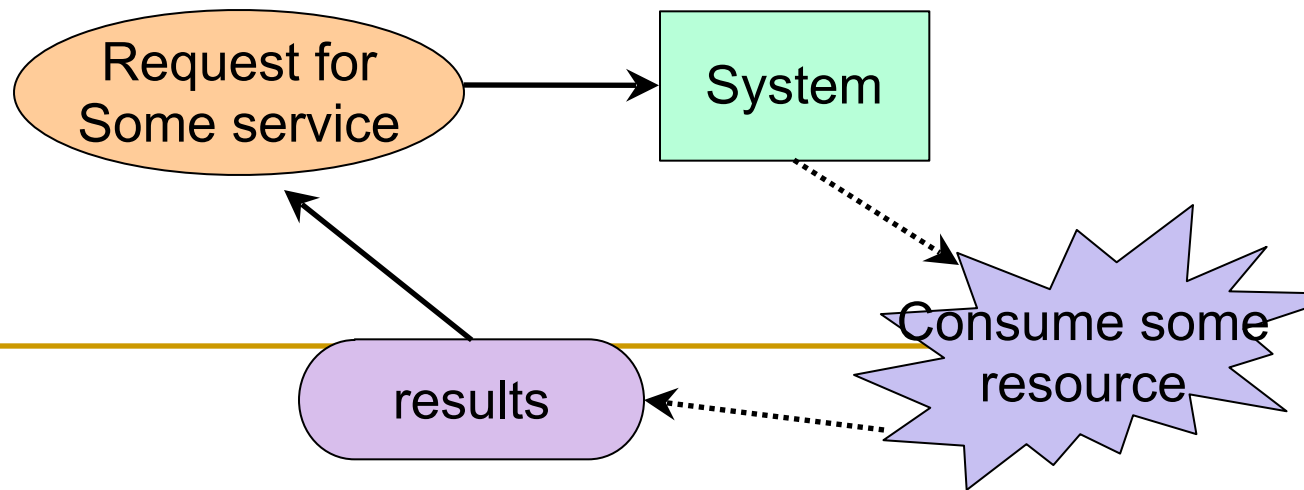 Request for
Some service
System
Consume some
resource
results